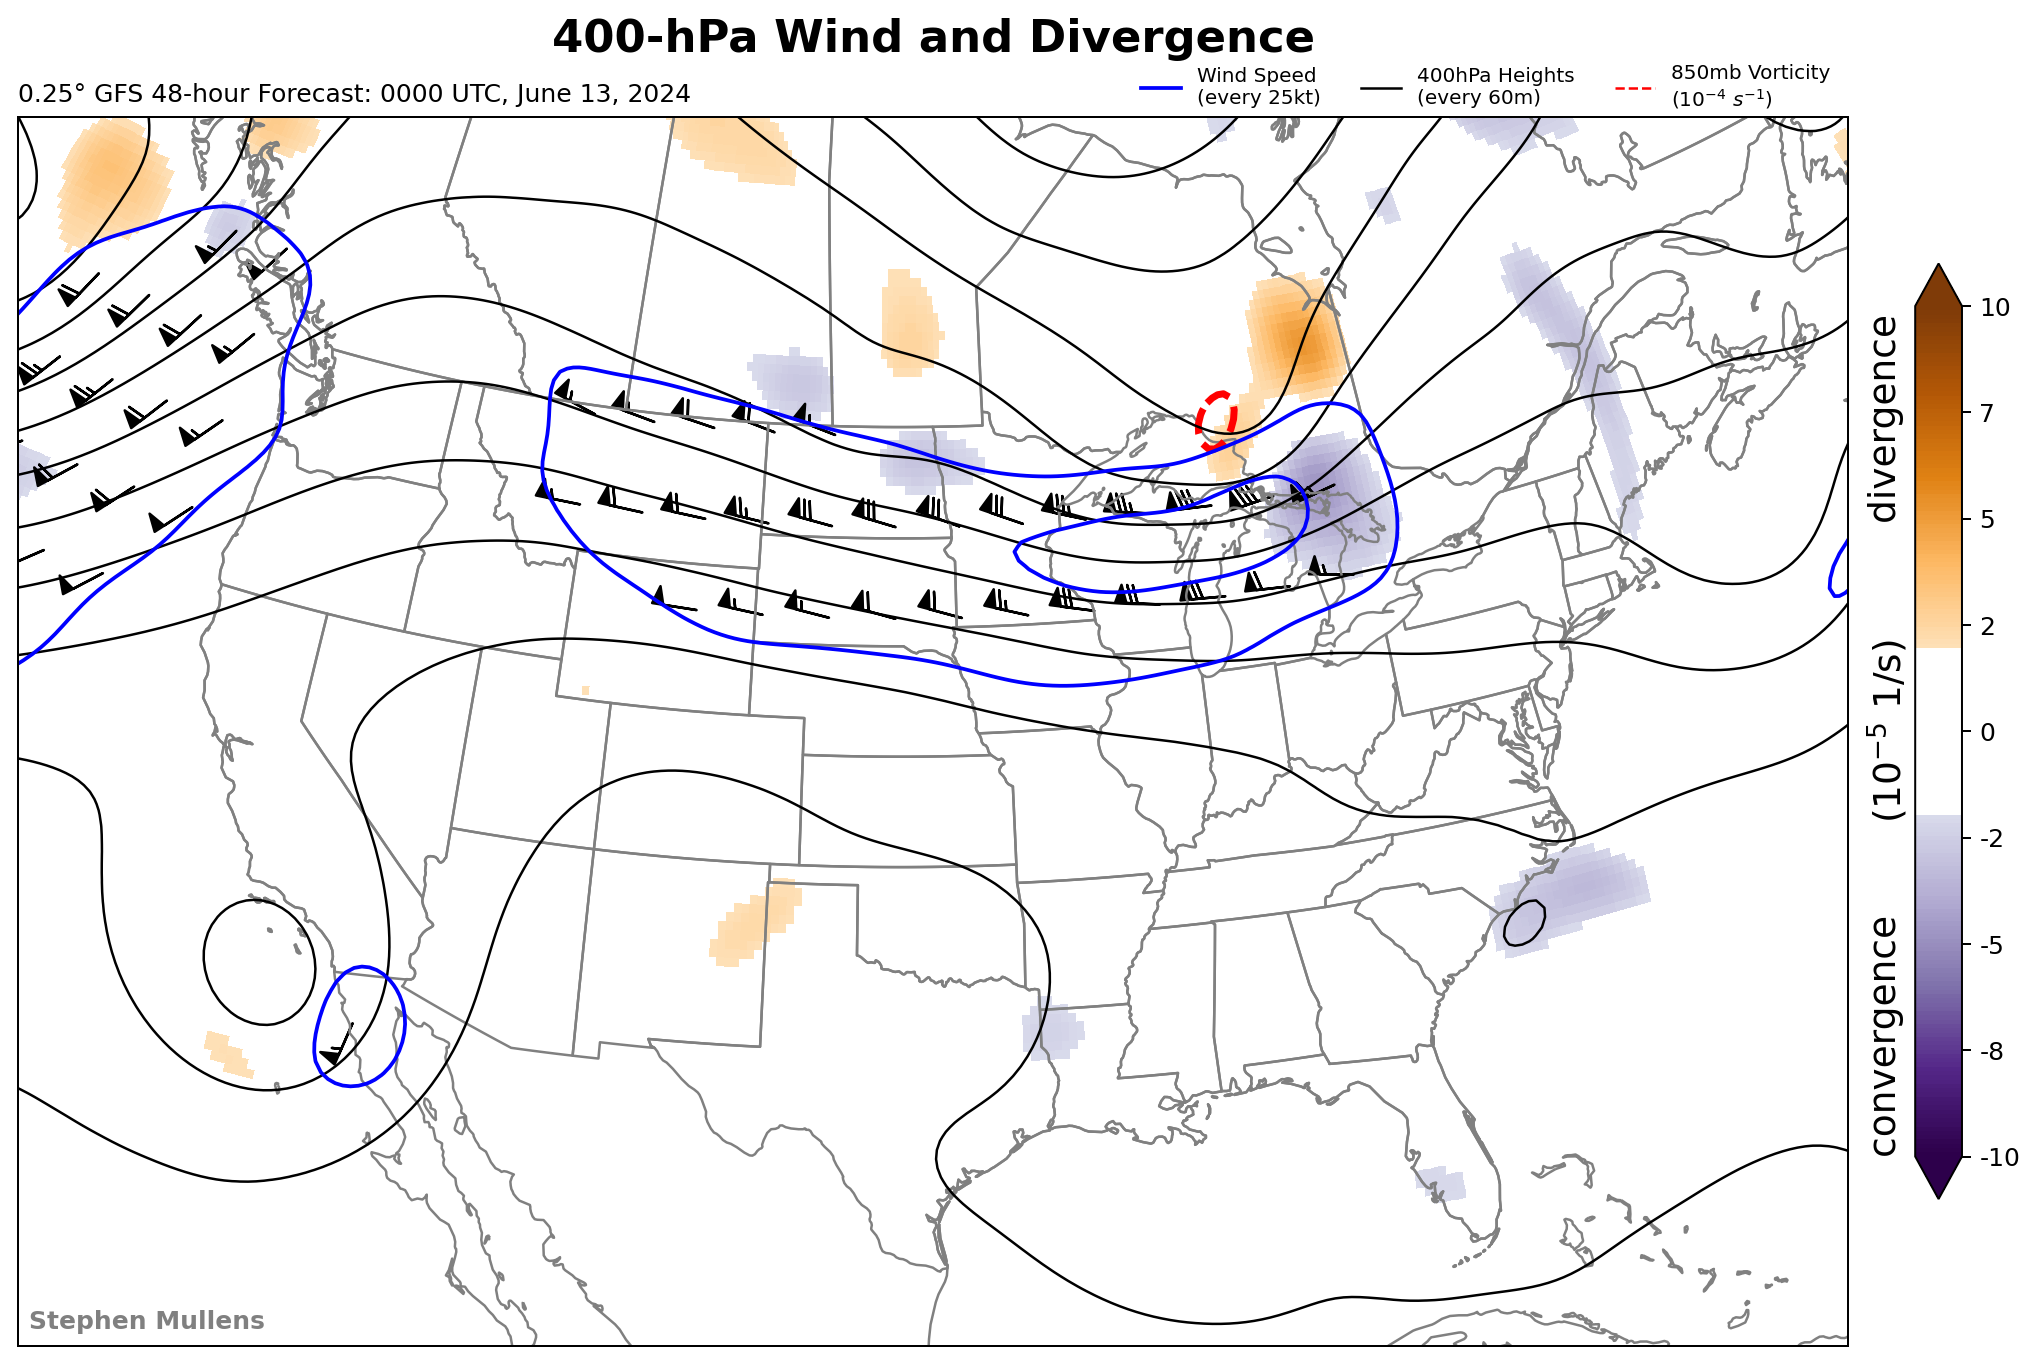 400-hPa Wind and Divergence
0.25° GFS 48-hour Forecast: 0000 UTC, June 13, 2024
Wind Speed
(every 25kt)
400hPa Heights
(every 60m)
850mb Vorticity
(10⁻⁴ s⁻¹)
10
7
5
2
0
-2
-5
-8
-10
convergence (10⁻⁵ 1/s) divergence
Stephen Mullens